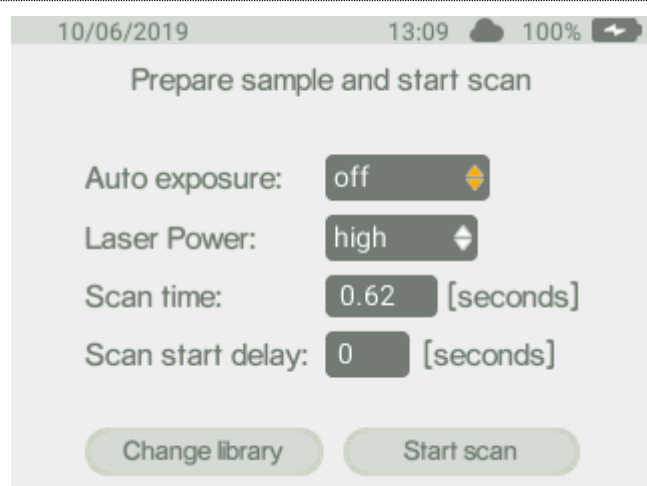 10/06/2019 13:09 100%
Prepare sample and start scan
Auto exposure: off
Laser Power: high
Scan time: 0.62 [seconds]
Scan start delay: 0 [seconds]
Change library Start scan